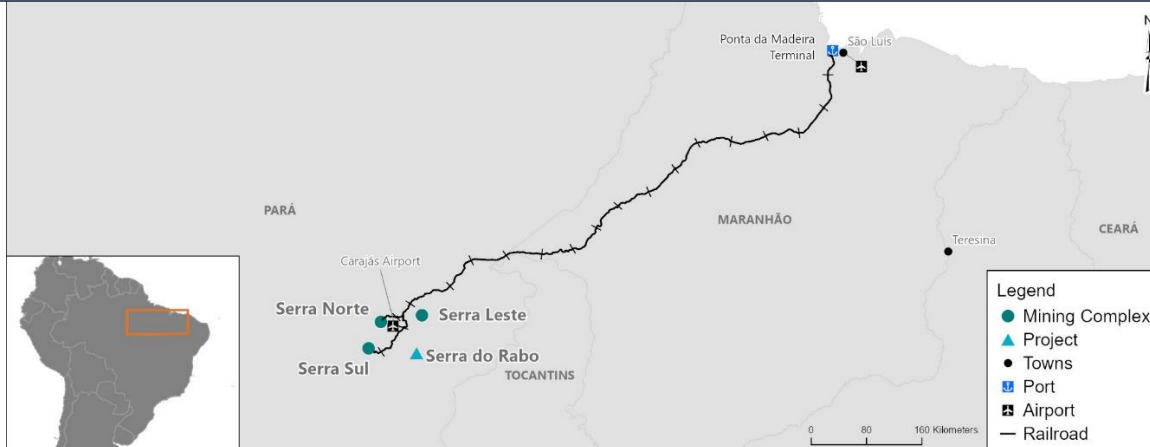 N
Ponta da Madeira
Terminal
São Luis
PARÁ
MARANHÃO
CEARÁ
Teresina
Carajás Airport
Serra Norte
Serra Leste
Serra do Rabo
Serra Sul
TOCANTINS
Legend
Mining Complex
Project
Towns
Port
Airport
Railroad
0 80 160 Kilometers